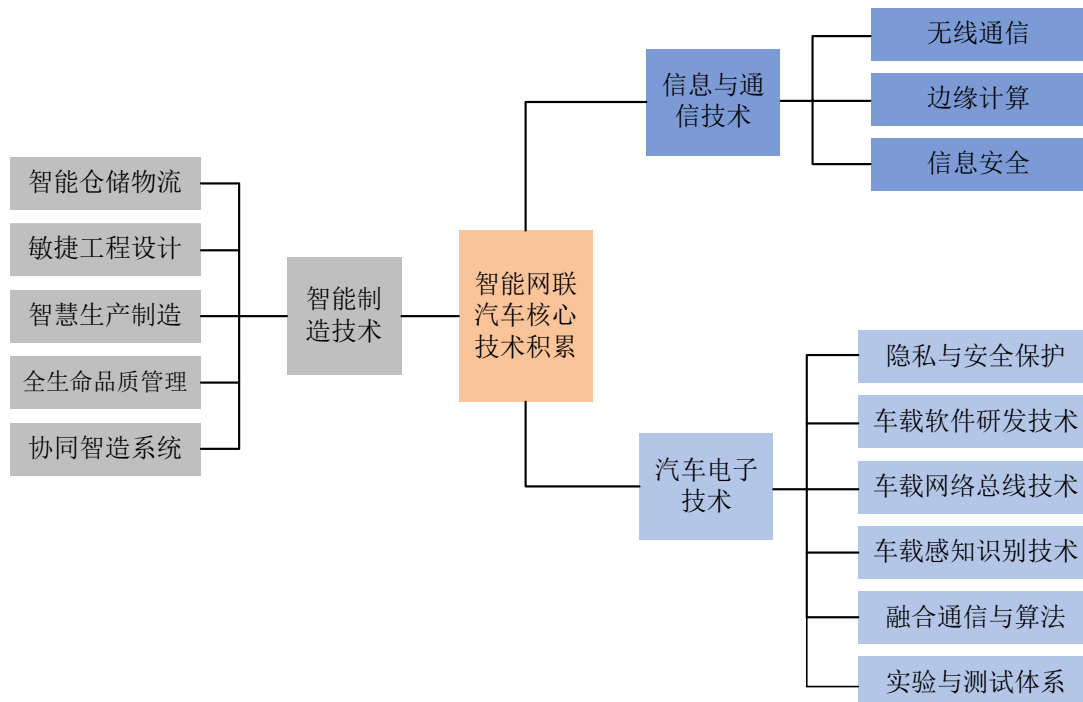 智能仓储物流
敏捷工程设计
智慧生产制造
全生命品质管理
协同智造系统
智能制
造技术
智能网联
汽车核心
技术积累
信息与通
信技术
无线通信
边缘计算
信息安全
汽车电子
技术
隐私与安全保护
车载软件研发技术
车载网络总线技术
车载感知识别技术
融合通信与算法
实验与测试体系